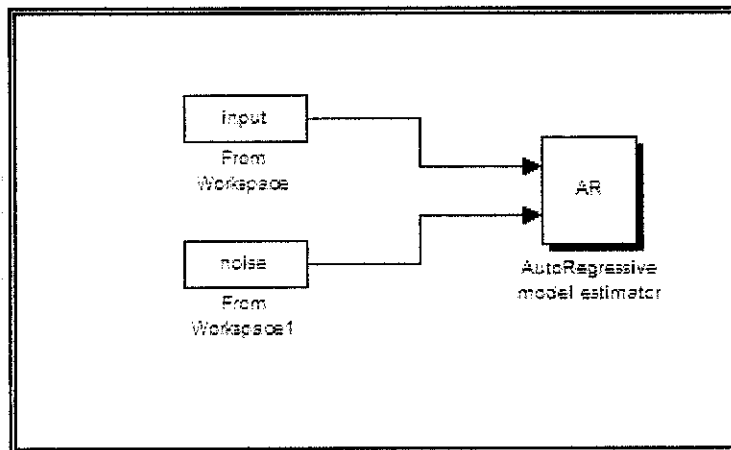 input
From
Workspace
AR
noise
From
Workspace1
AutoRegressive
model estimator